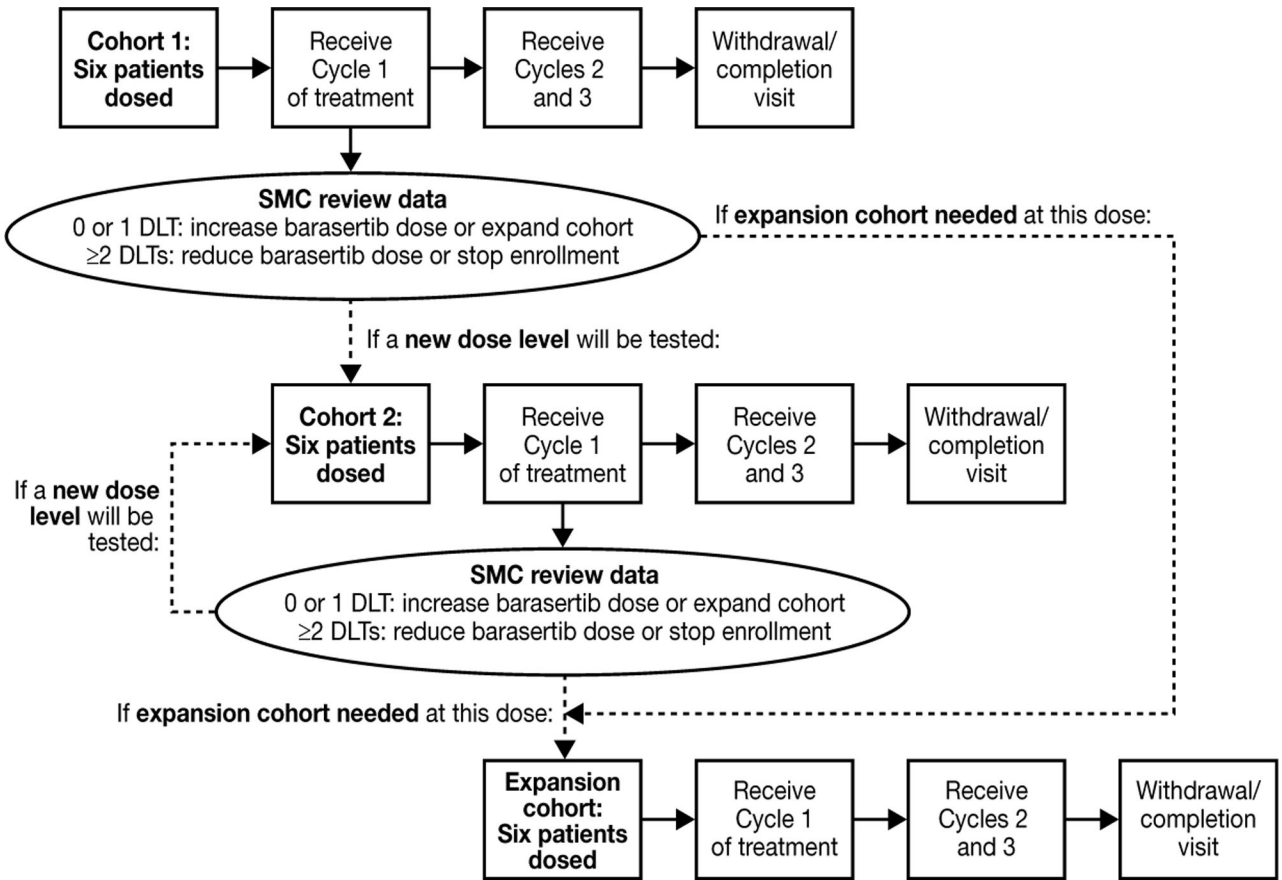 Cohort 1:
Six patients
dosed
Receive
Cycle 1
of treatment
Receive
Cycles 2
and 3
Withdrawal/
completion
visit
SMC review data
0 or 1 DLT: increase barasertib dose or expand cohort
≥2 DLTs: reduce barasertib dose or stop enrollment
If expansion cohort needed at this dose:
If a new dose level will be tested:
Cohort 2:
Six patients
dosed
Receive
Cycle 1
of treatment
Receive
Cycles 2
and 3
Withdrawal/
completion
visit
If a new dose
level will be
tested:
SMC review data
0 or 1 DLT: increase barasertib dose or expand cohort
≥2 DLTs: reduce barasertib dose or stop enrollment
If expansion cohort needed at this dose:
Expansion
cohort:
Six patients
dosed
Receive
Cycle 1
of treatment
Receive
Cycles 2
and 3
Withdrawal/
completion
visit